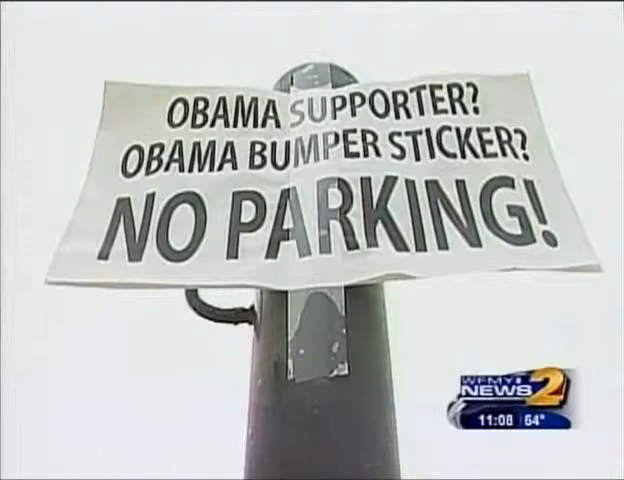 OBAMA SUPPORTER?
OBAMA BUMPER STICKER?
NO PARKING!
WFMY
NEWS 2
11:08 64°